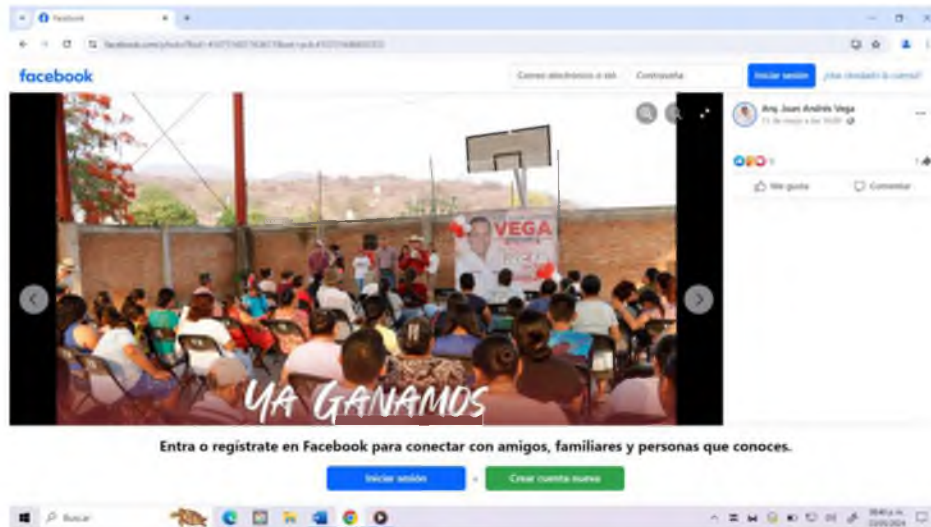 Facebook
facebook
Correo electrónico o tel
Contraseña
Iniciar sesión
¿Has olvidado la cuenta?
Arq. Juan Andrés Vega
Me gusta
Comentar
VEGA
YA GANAMOS
Entra o regístrate en Facebook para conectar con amigos, familiares y personas que conoces.
Iniciar sesión
o
Crear cuenta nueva
Buscar